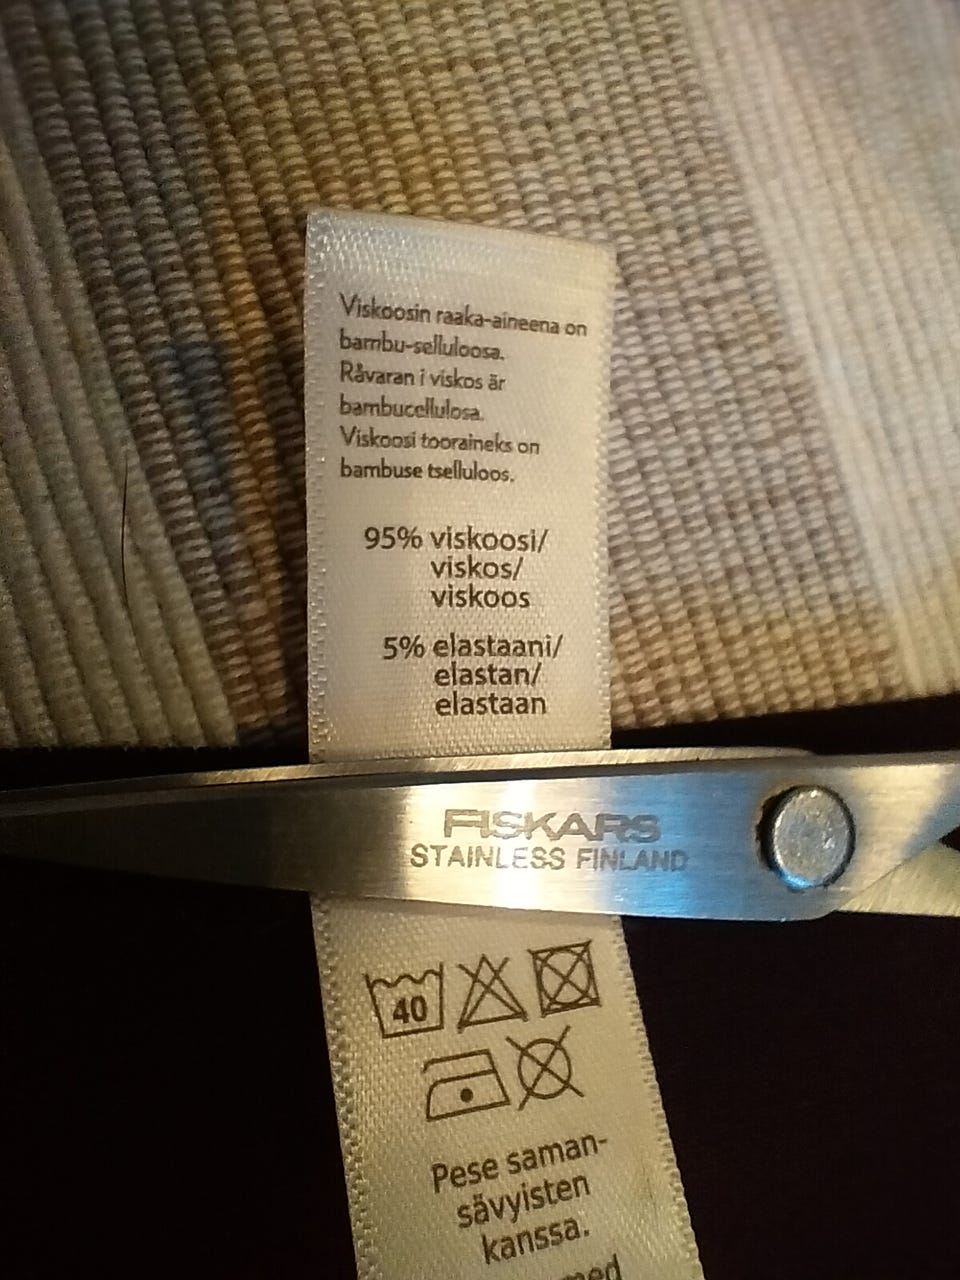 Viskoosin raaka-aineena on
bambu-selluloosa.
Råvaran i viskos är
bambucellulosa.
Viskoosi tooraineks on
bambuse tselluloos.
95% viskoosi/
viskos/
viskoos
5% elastaani/
elastan/
elastaan
FISKARS
STAINLESS FINLAND
40
Pese saman-
sävyisten
kanssa.
med